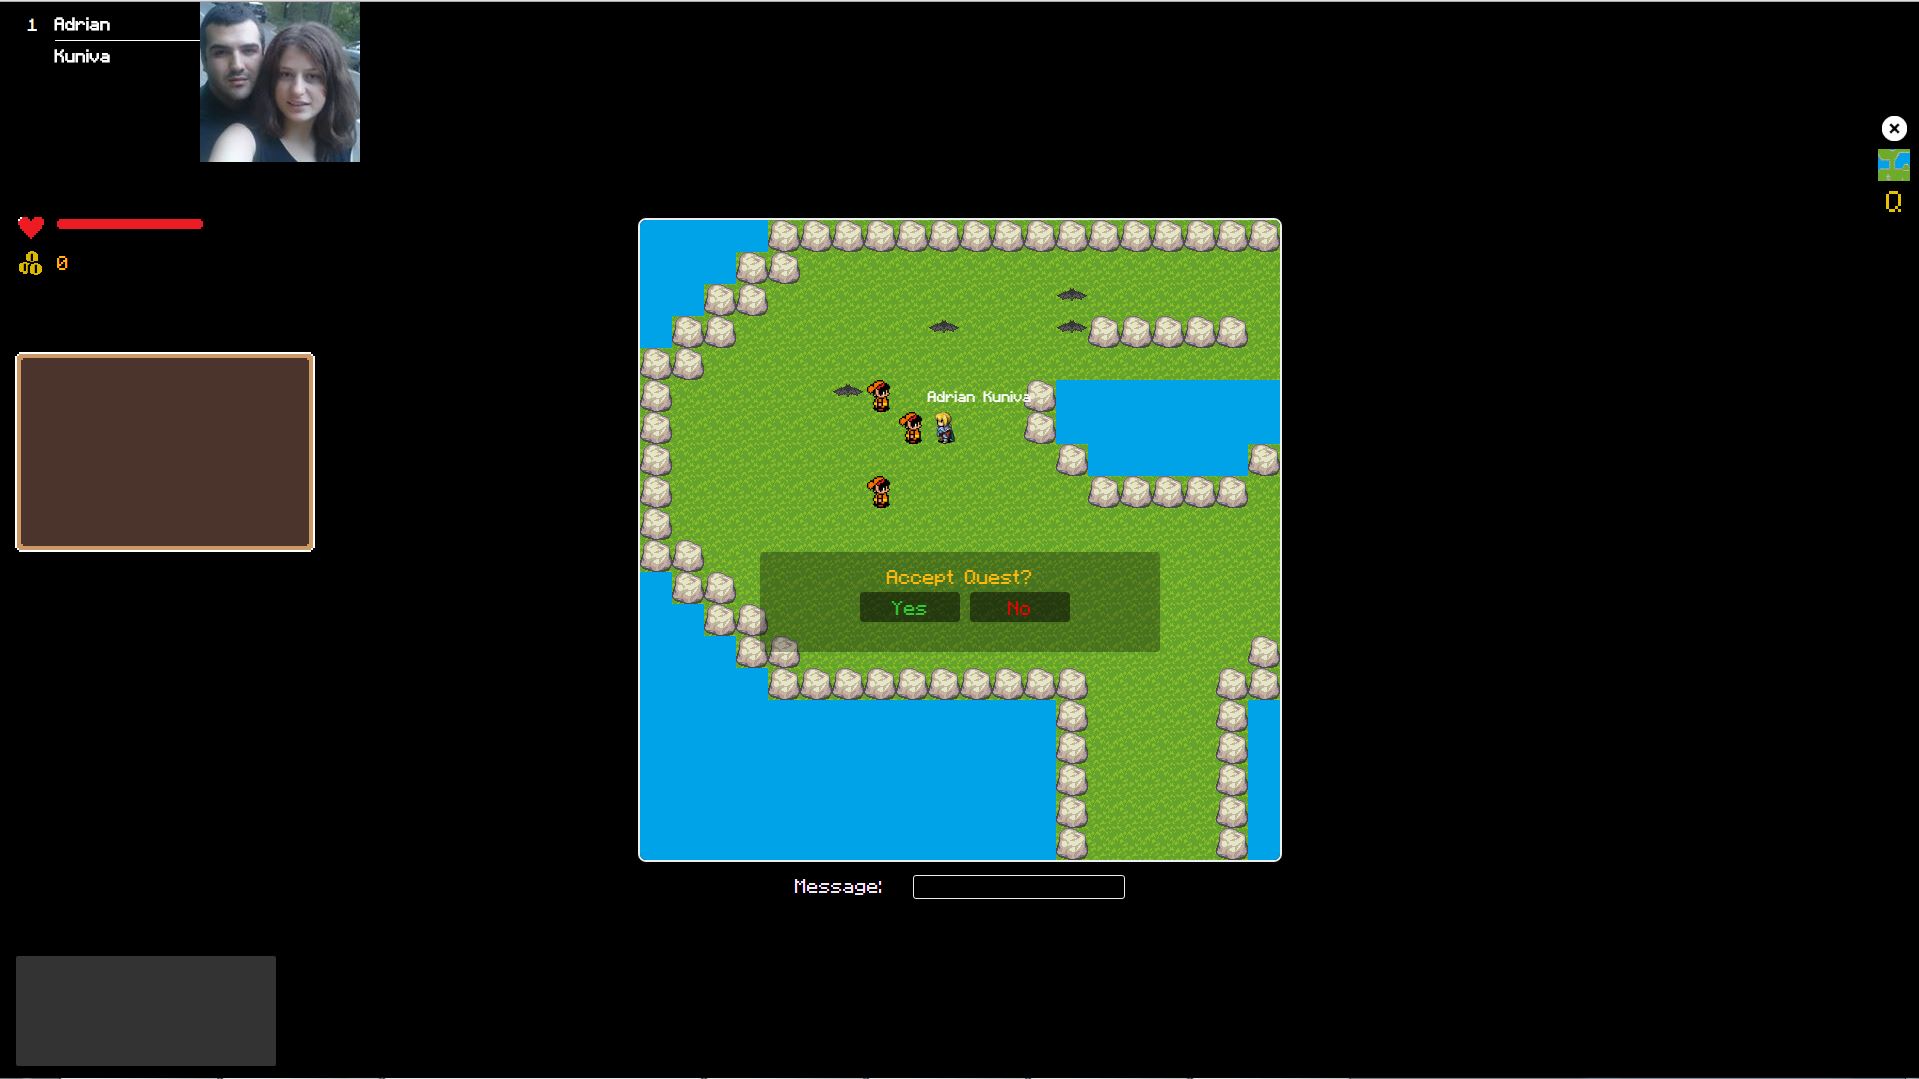 1 Adrian
Kuniva
Q
0
Adrian Kuniva
Accept Quest?
Yes No
Message: